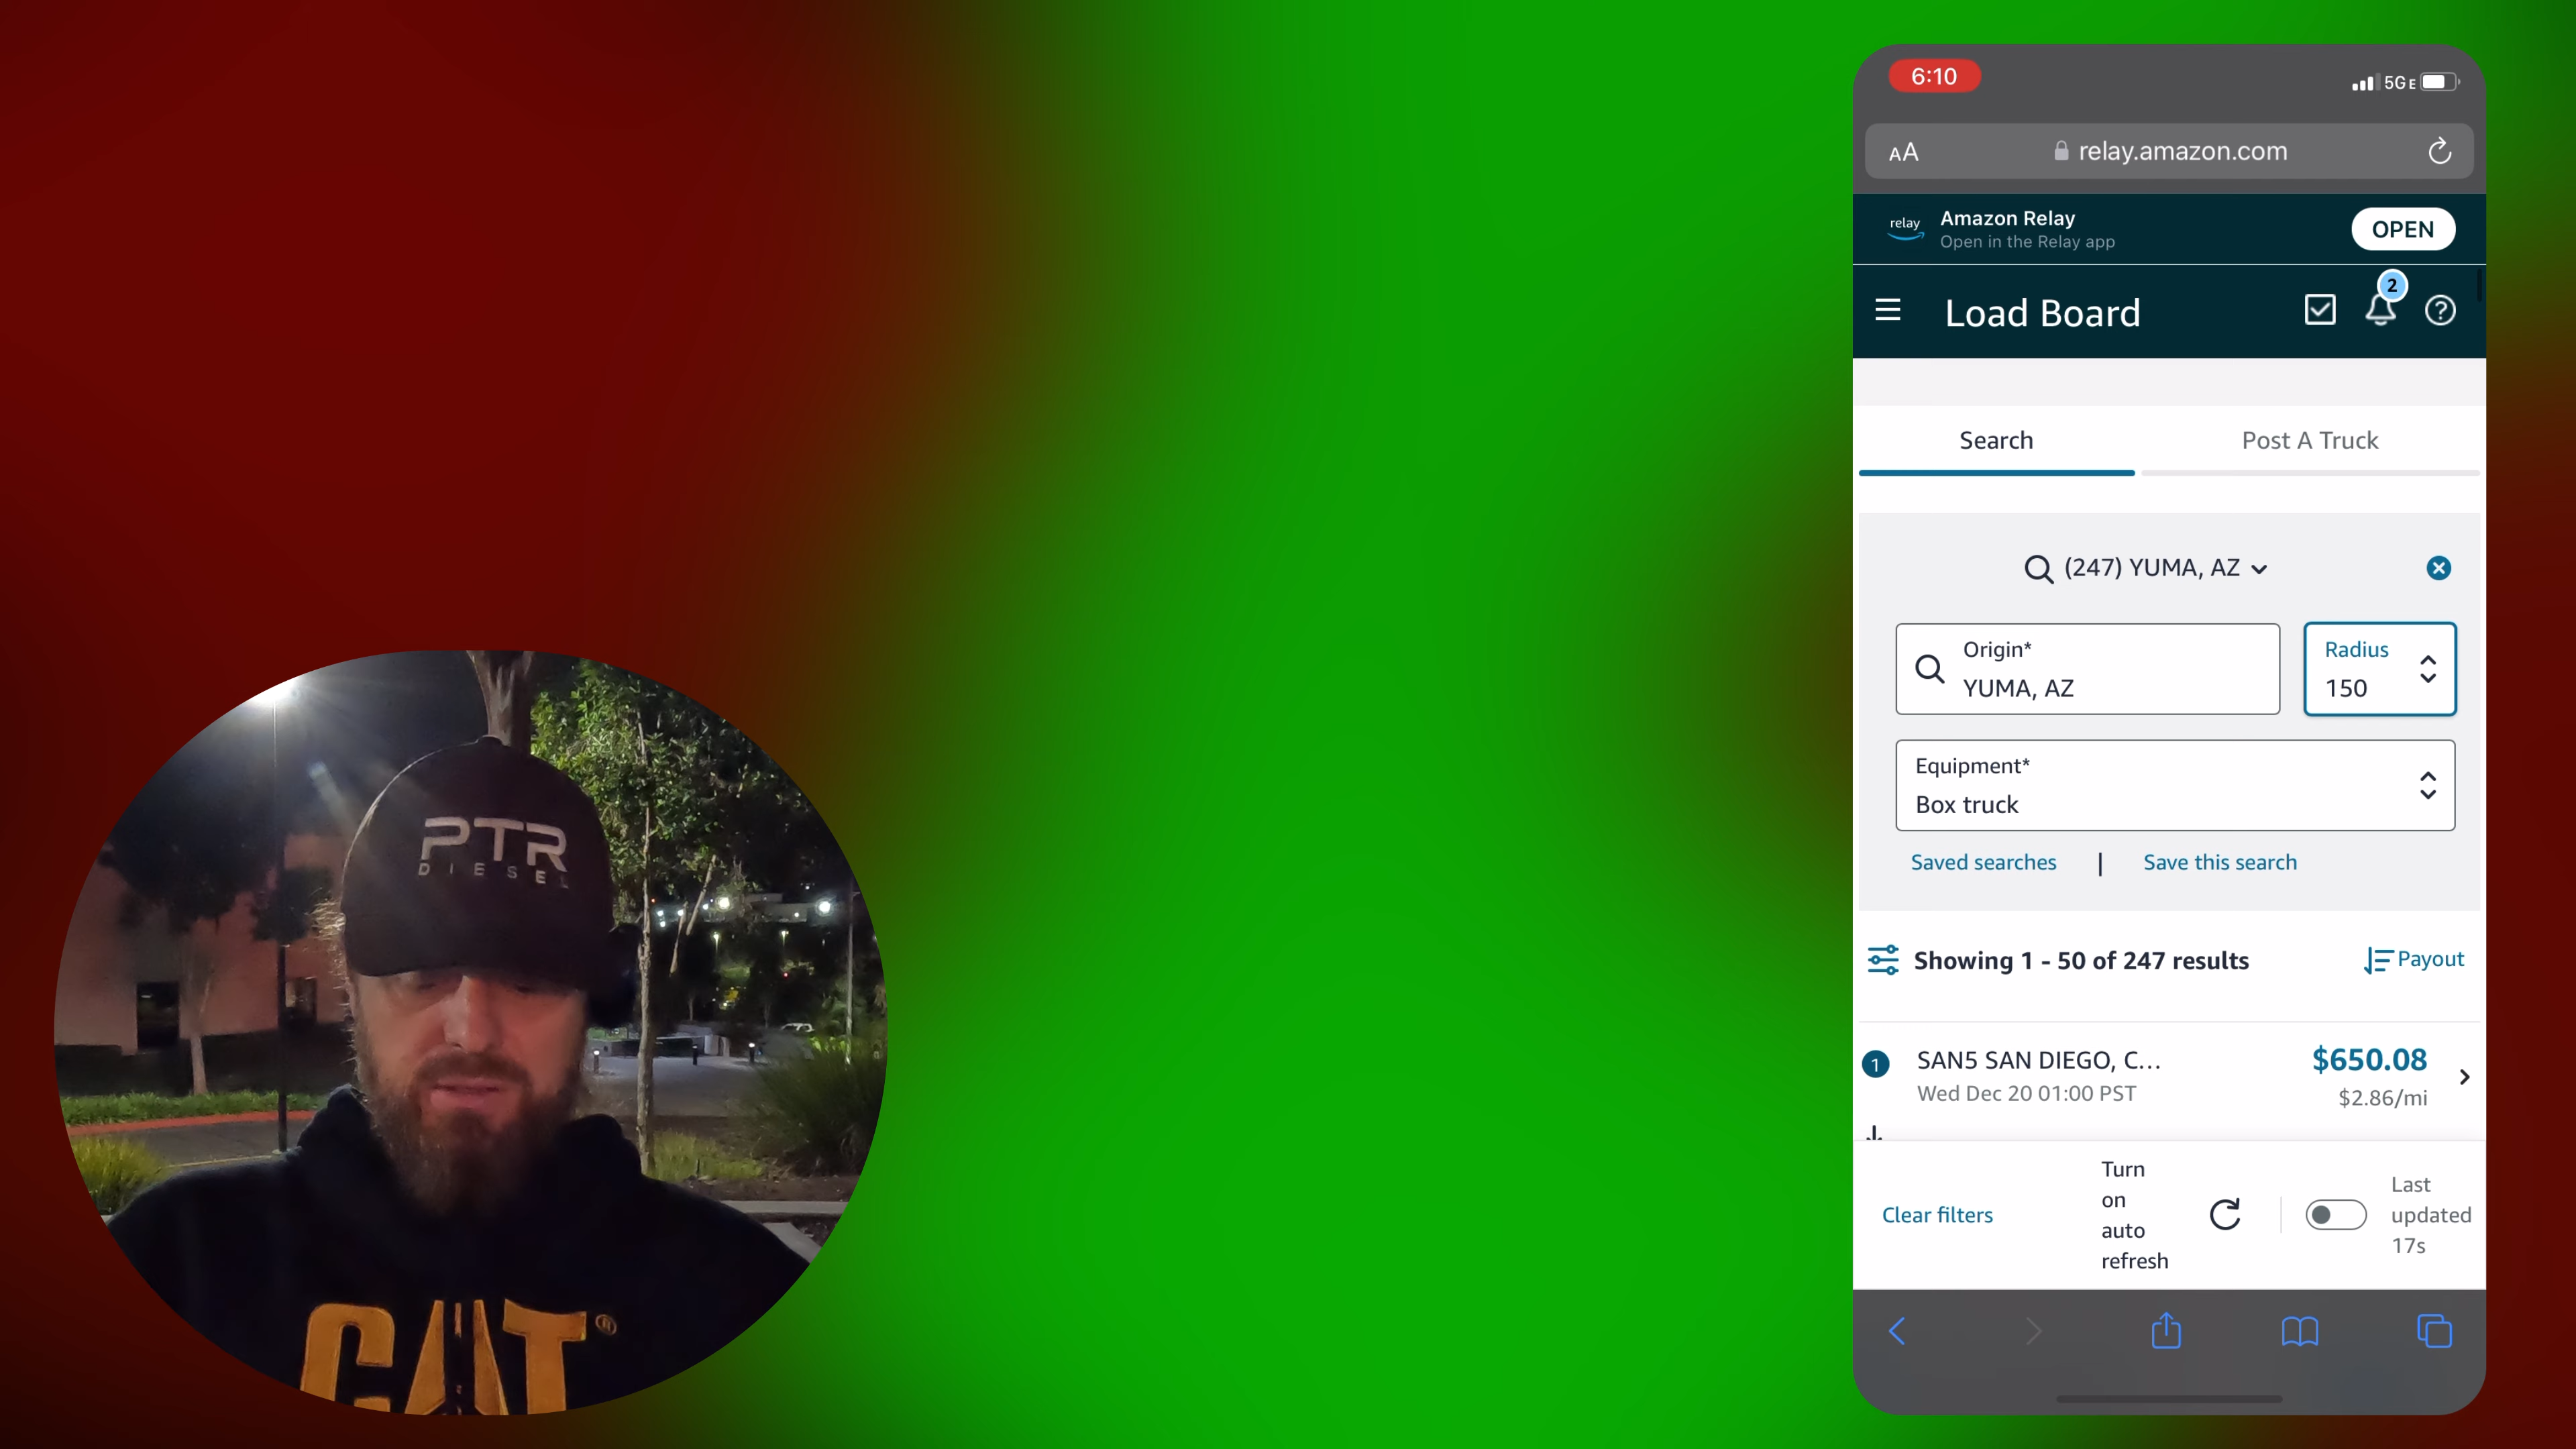 PTR
DIESEL
CAT®
6:10
5GE
AA
relay.amazon.com
relay
Amazon Relay
Open in the Relay app
OPEN
Load Board
2
Search
Post A Truck
(247) YUMA, AZ
Origin*
YUMA, AZ
Radius
150
Equipment*
Box truck
Saved searches | Save this search
Showing 1 - 50 of 247 results
Payout
1
SAN5 SAN DIEGO, C...
$650.08
Wed Dec 20 01:00 PST
$2.86/mi
Clear filters
Turn
on
auto
refresh
Last
updated
17s